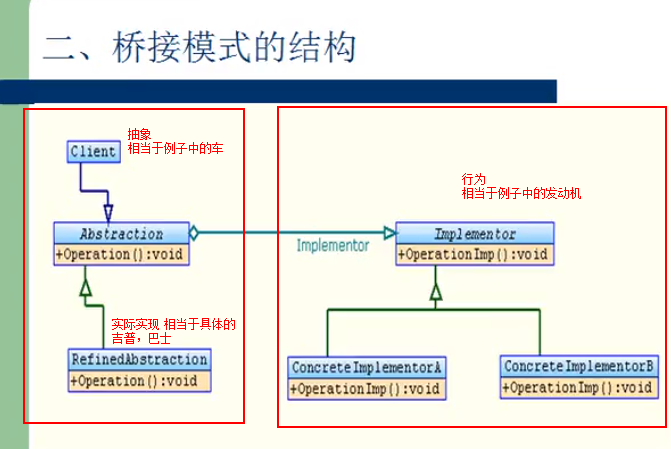 二、桥接模式的结构
抽象
相当于例子中的车
Client
Abstraction
+Operation():void
实际实现 相当于具体的
吉普，巴士
RefinedAbstraction
+Operation():void
Implementor
行为
相当于例子中的发动机
Implementor
+OperationImp():void
ConcreteImplementorA
+OperationImp():void
ConcreteImplementorB
+OperationImp():void